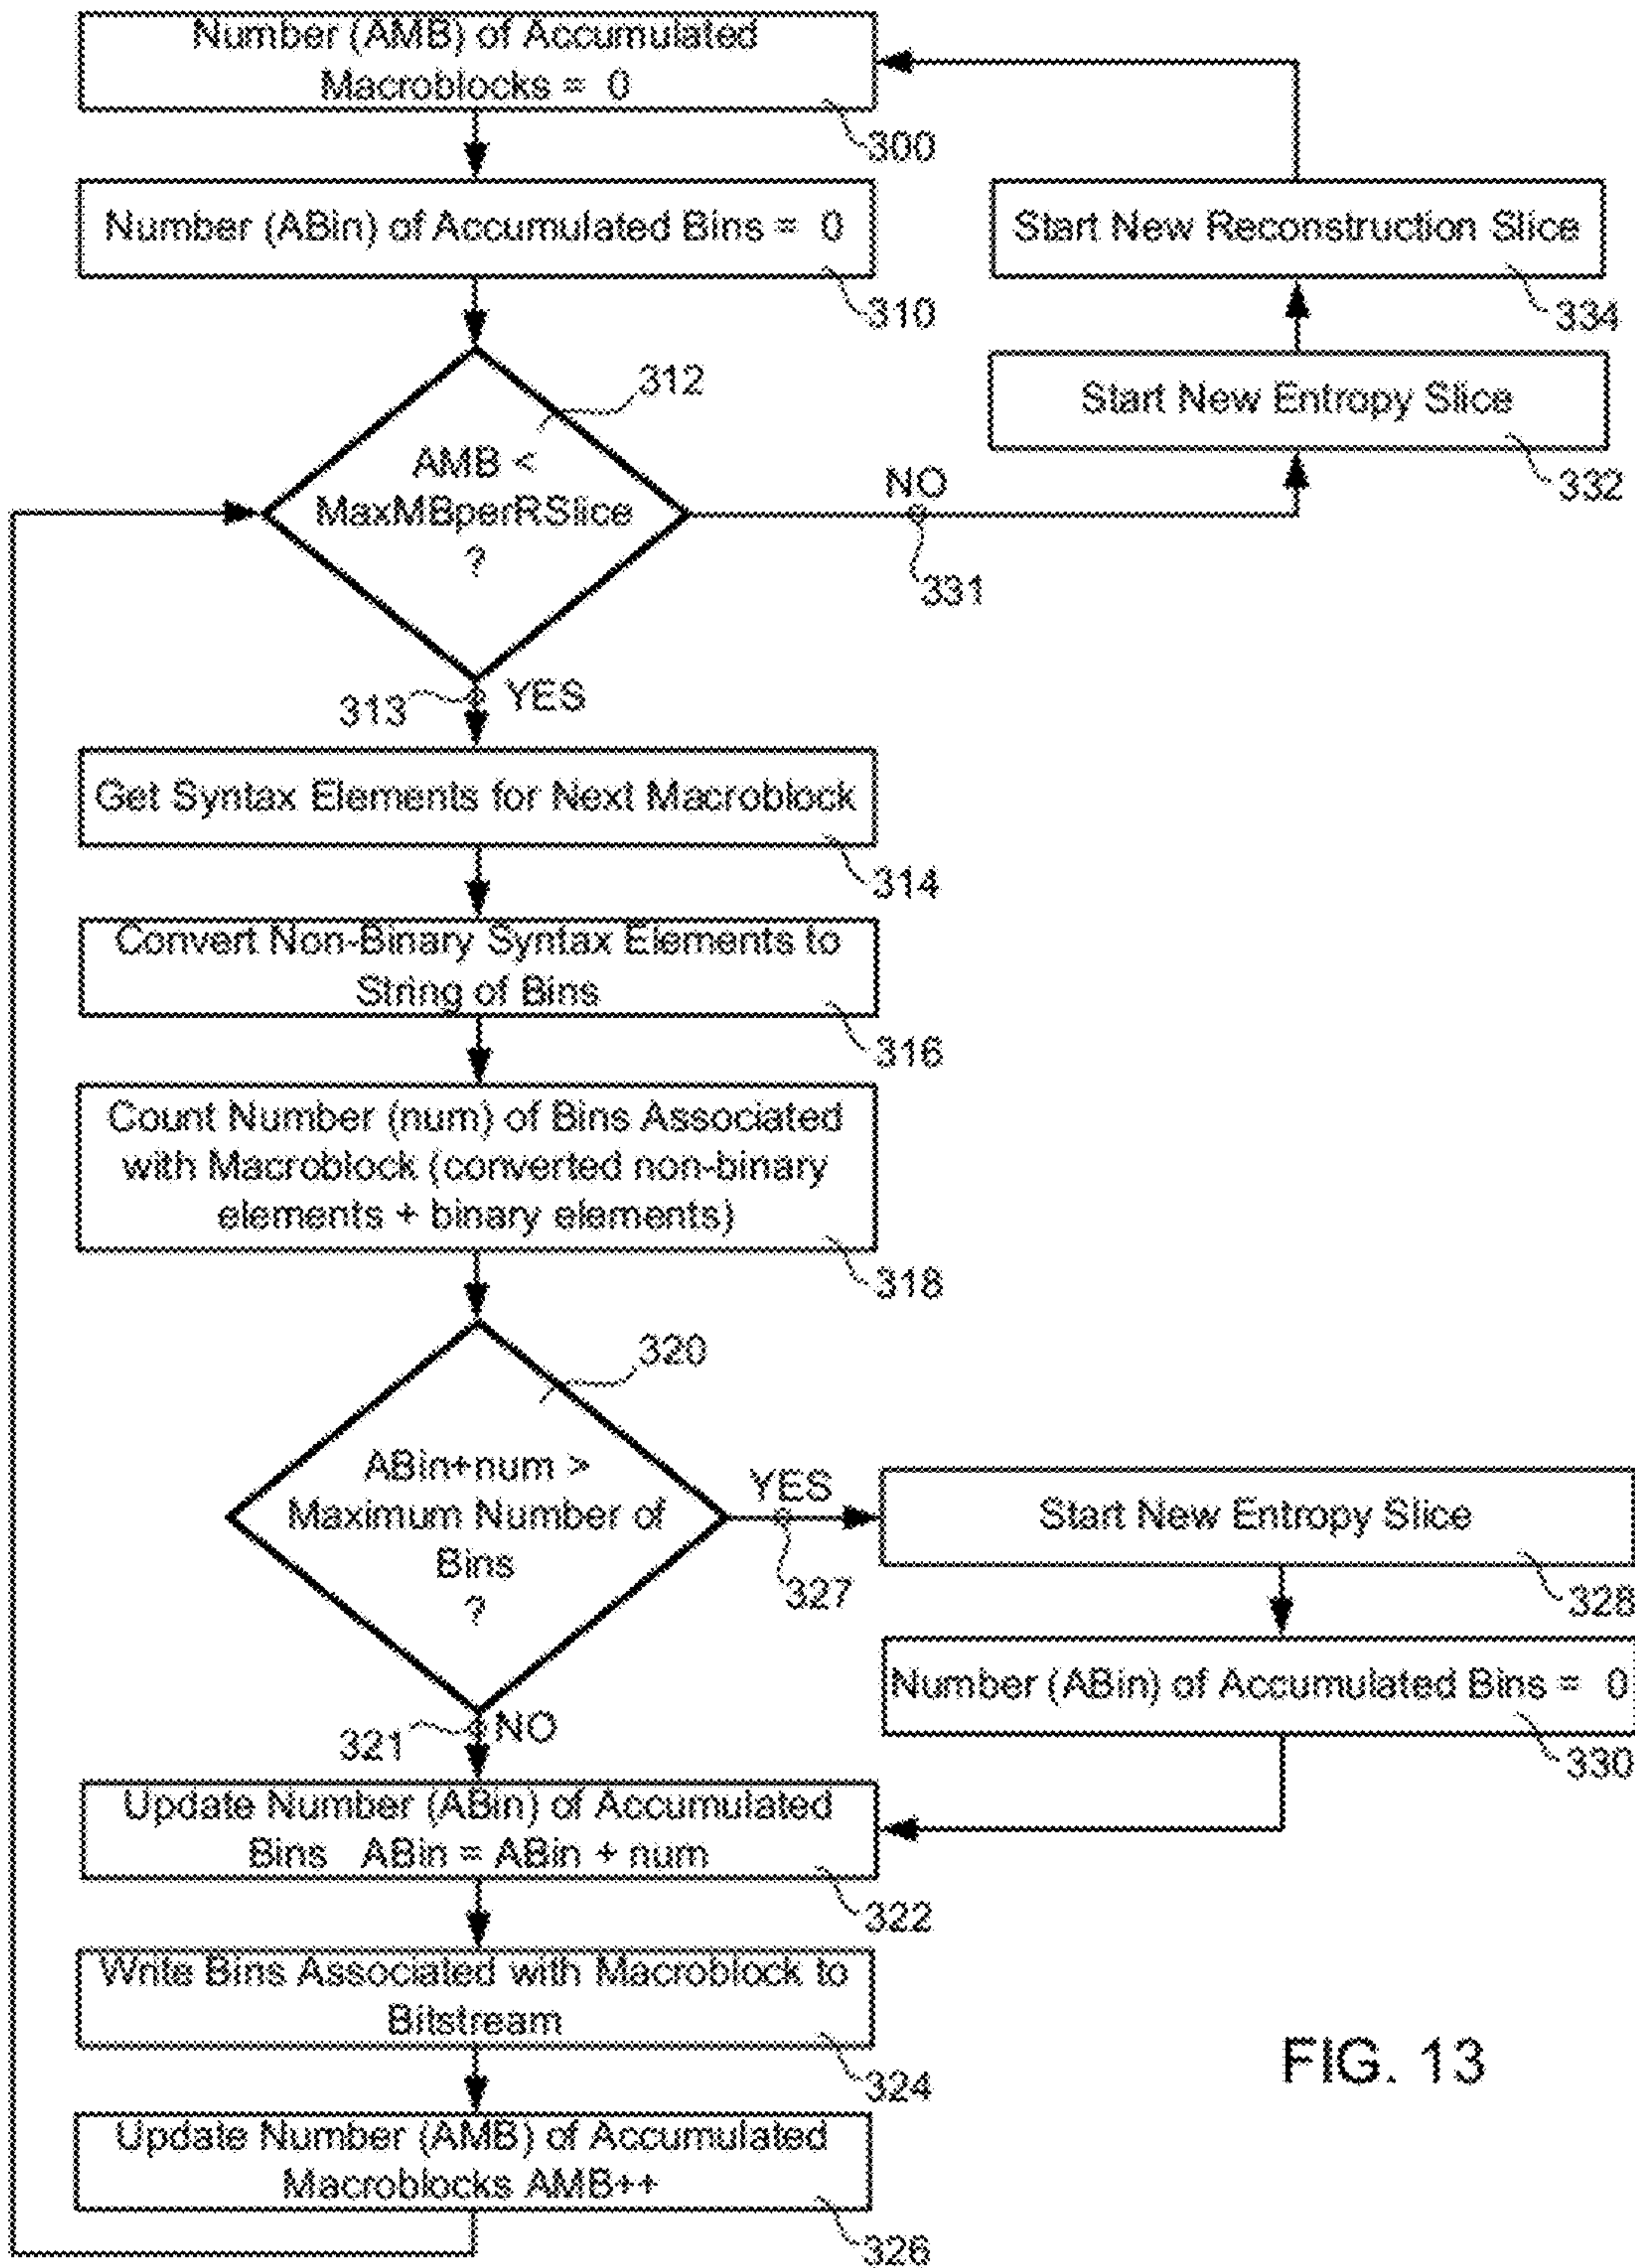 Number (AMB) of Accumulated
Macroblocks = 0
300
Number (ABin) of Accumulated Bins = 0
310
Start New Reconstruction Slice
334
Start New Entropy Slice
332
312
AMB <
MaxMBperRSlice
?
NO
331
313
YES
Get Syntax Elements for Next Macroblock
314
Convert Non-Binary Syntax Elements to
String of Bins
316
Count Number (num) of Bins Associated
with Macroblock (converted non-binary
elements + binary elements)
318
320
ABin+num >
Maximum Number of
Bins
?
YES
327
Start New Entropy Slice
328
Number (ABin) of Accumulated Bins = 0
330
321
NO
Update Number (ABin) of Accumulated
Bins ABin = ABin + num
322
Write Bins Associated with Macroblock to
Bitstream
324
Update Number (AMB) of Accumulated
Macroblocks AMB++
326
FIG. 13